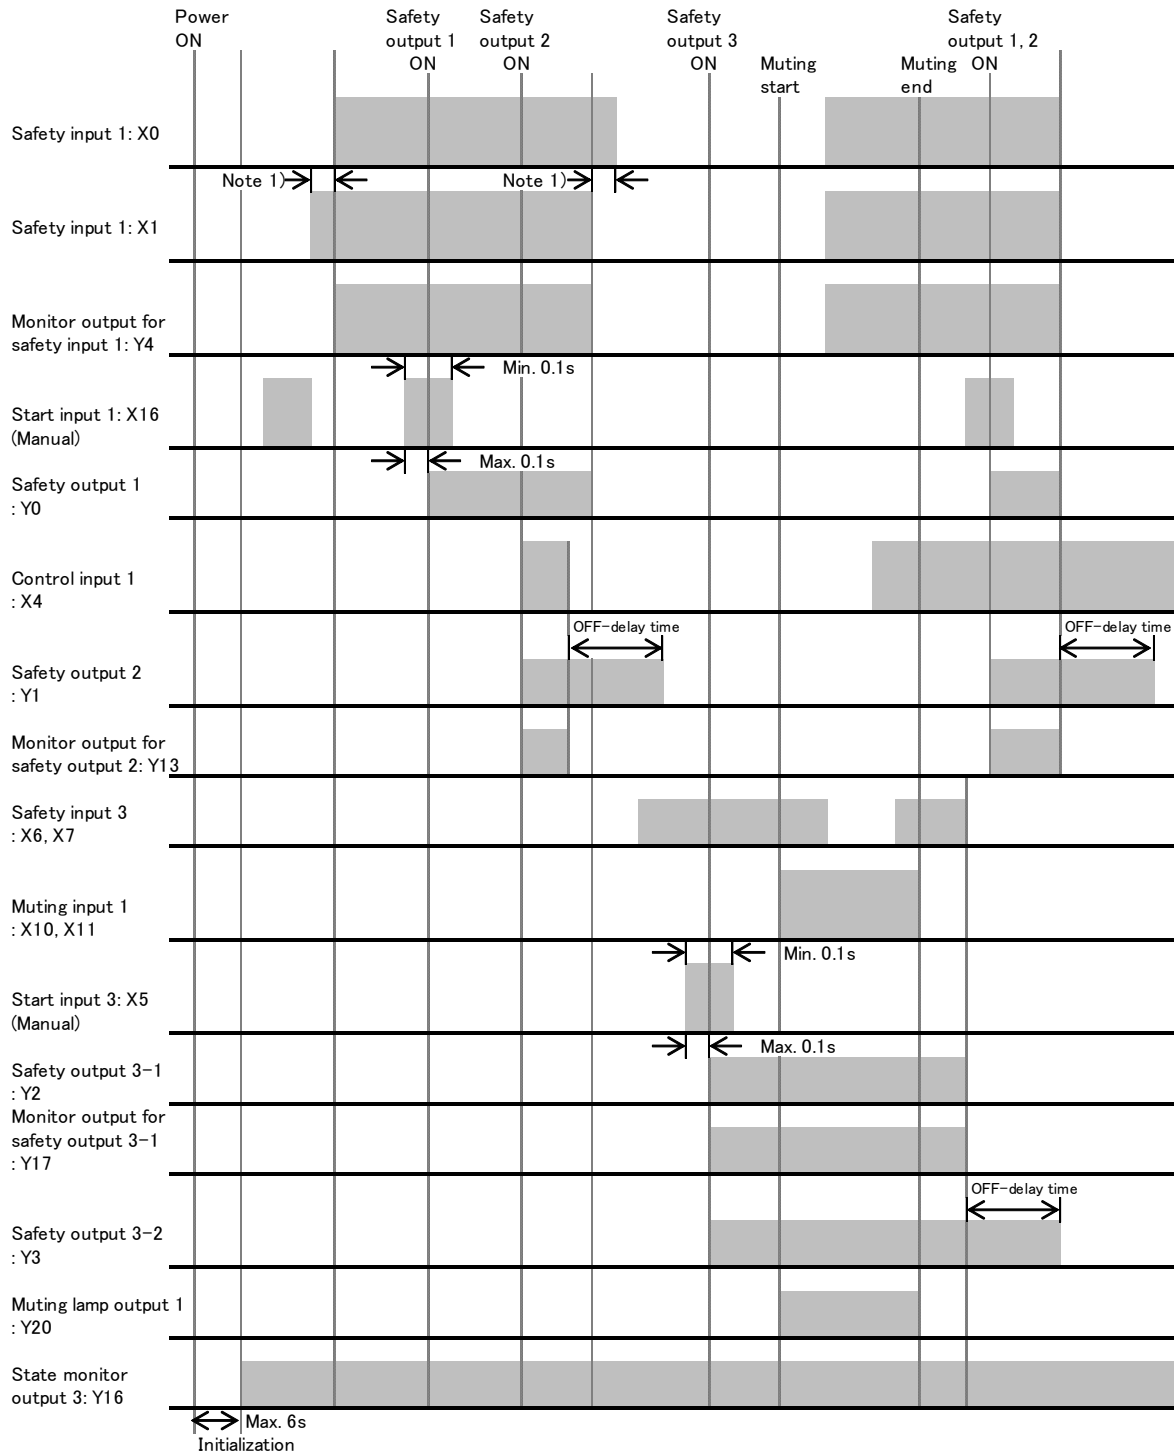 Power
ON
Safety
output 1
ON
Safety
output 2
ON
Safety
output 3
ON
Muting
start
Muting
end
Safety
output 1, 2
ON
Safety input 1: X0
Note 1)
Note 1)
Safety input 1: X1
Monitor output for
safety input 1: Y4
Min. 0.1s
Start input 1: X16
(Manual)
Max. 0.1s
Safety output 1
: Y0
Control input 1
: X4
OFF-delay time
OFF-delay time
Safety output 2
: Y1
Monitor output for
safety output 2: Y13
Safety input 3
: X6, X7
Muting input 1
: X10, X11
Min. 0.1s
Start input 3: X5
(Manual)
Max. 0.1s
Safety output 3-1
: Y2
Monitor output for
safety output 3-1
: Y17
OFF-delay time
Safety output 3-2
: Y3
Muting lamp output 1
: Y20
State monitor
output 3: Y16
Max. 6s
Initialization